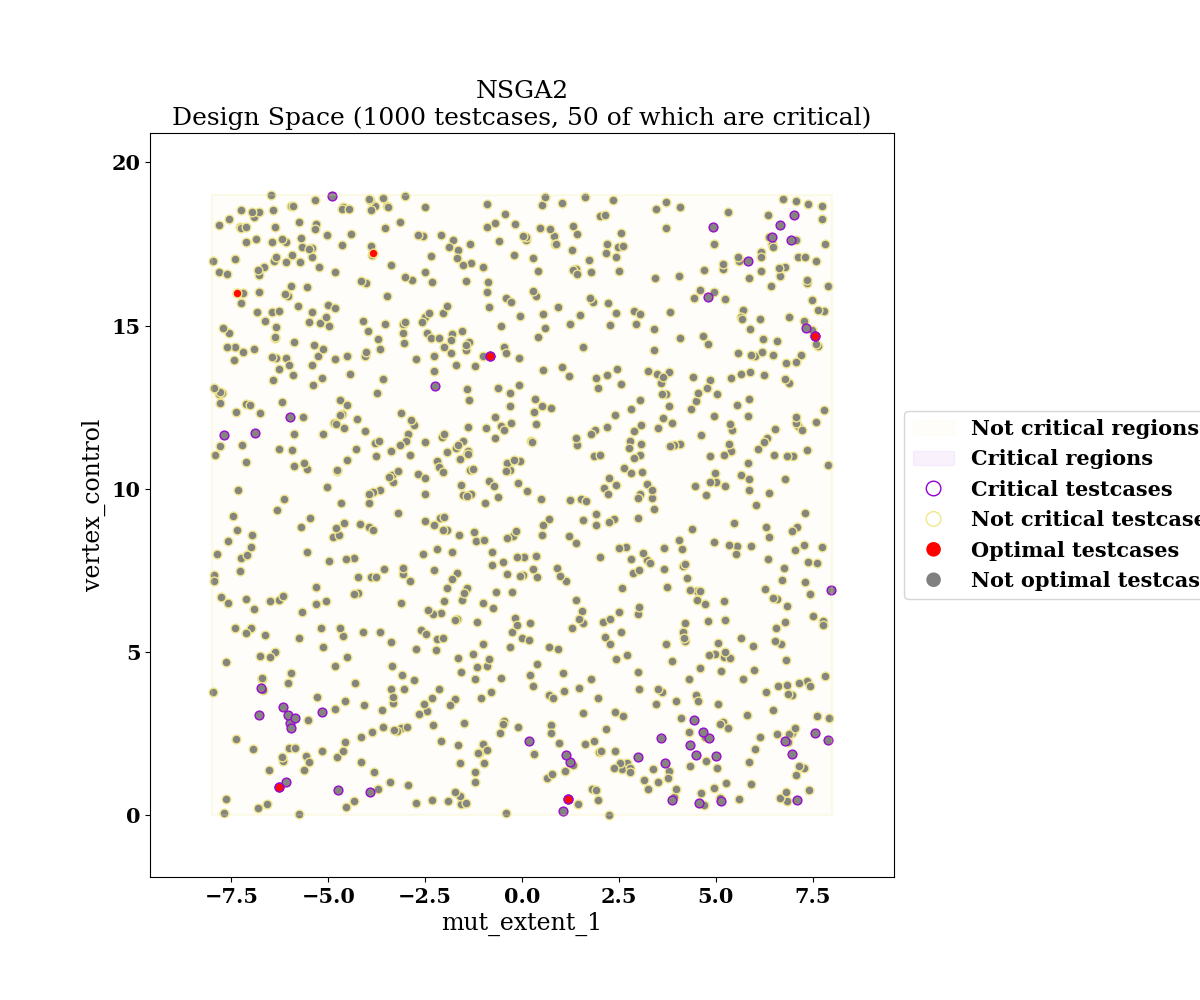 NSGA2
Design Space (1000 testcases, 50 of which are critical)
20
15
10
5
0
vertex_control
−7.5 −5.0 −2.5 0.0 2.5 5.0 7.5
mut_extent_1
Not critical regions
Critical regions
Critical testcases
Not critical testcase
Optimal testcases
Not optimal testcas